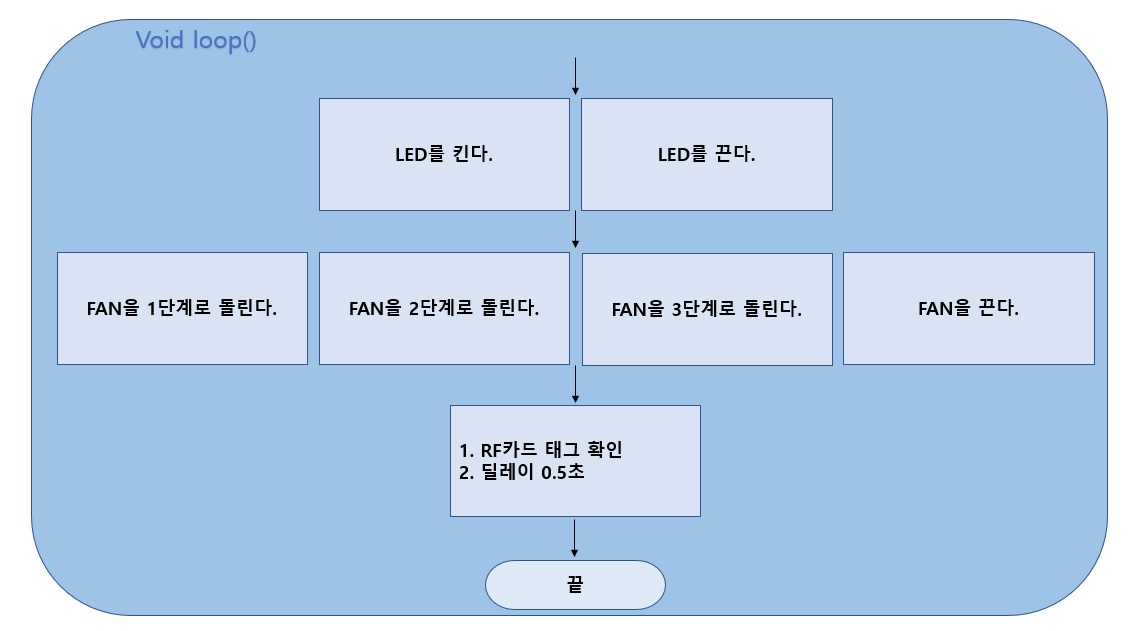 Void loop()
LED를 킨다.
LED를 끈다.
FAN을 1단계로 돌린다.
FAN을 2단계로 돌린다.
FAN을 3단계로 돌린다.
FAN을 끈다.
1. RF카드 태그 확인
2. 딜레이 0.5초
끝